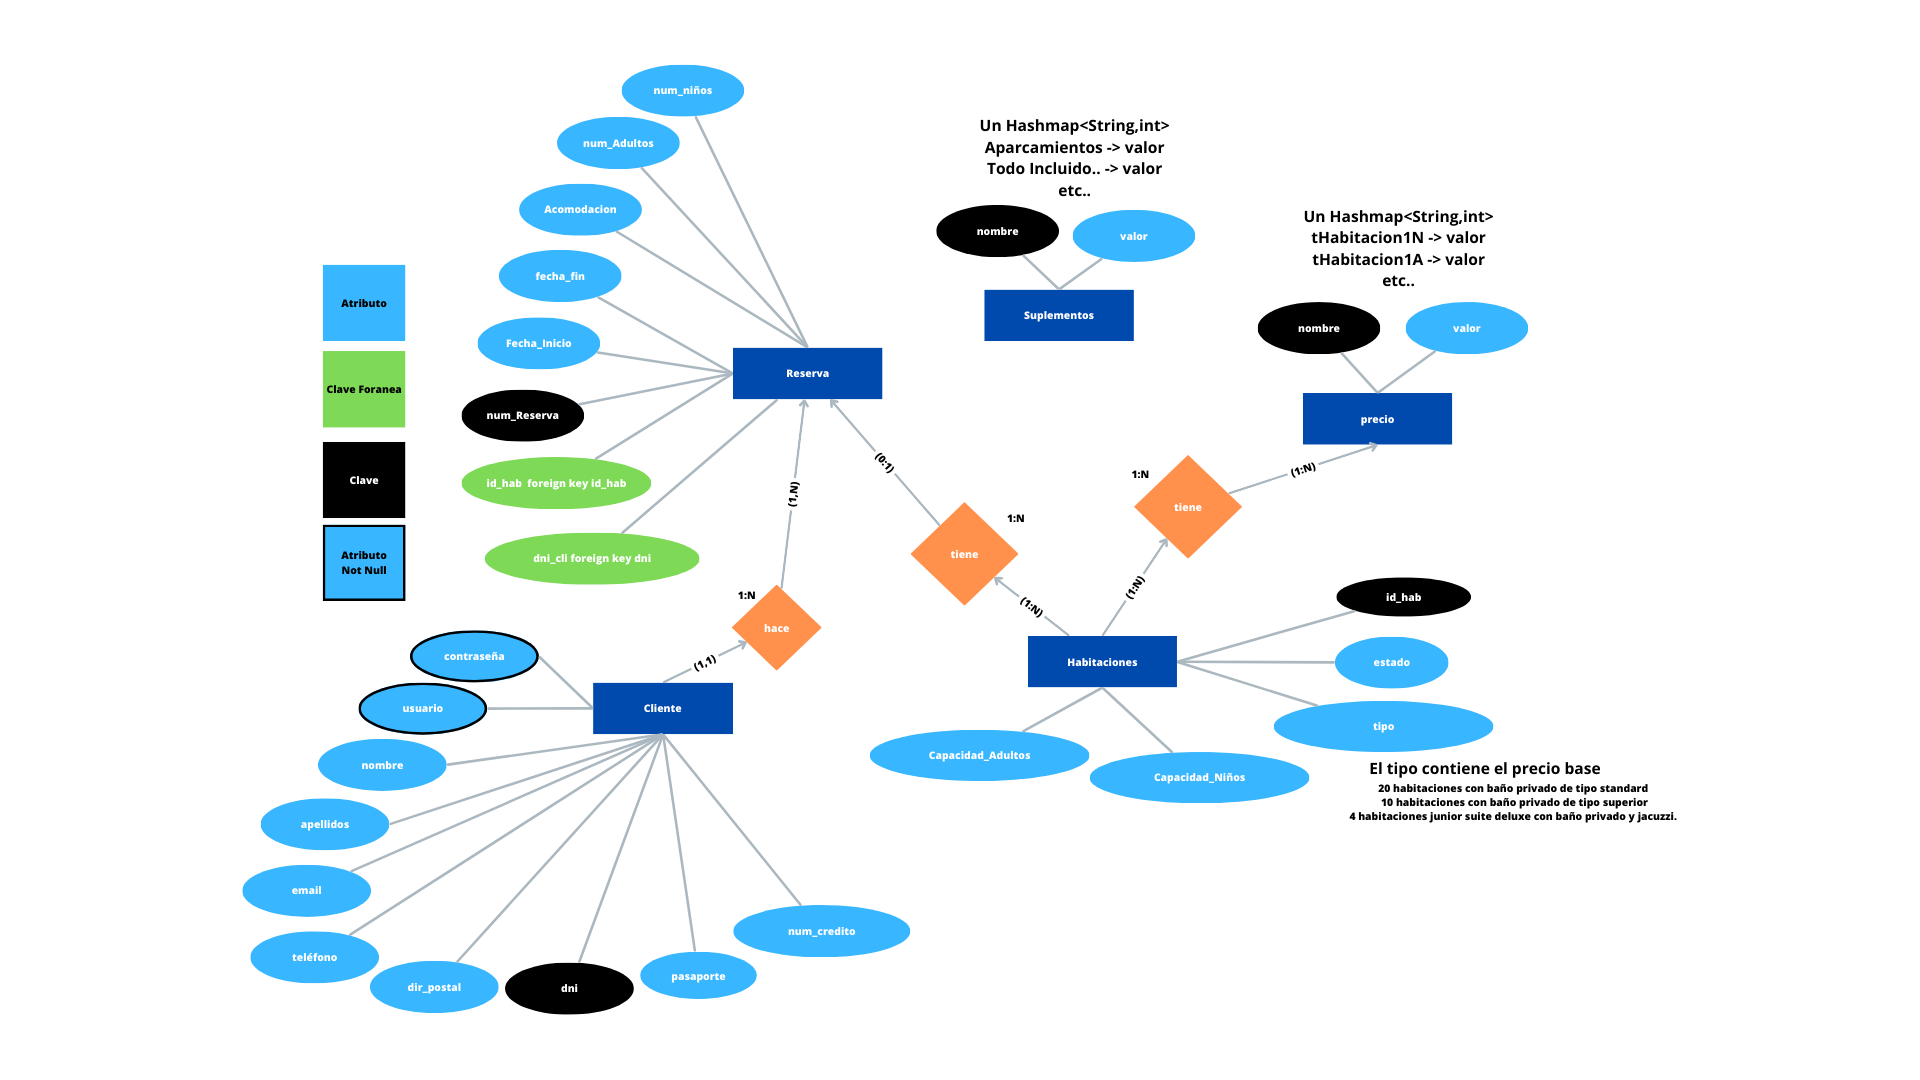 num_niños
num_Adultos
Acomodacion
fecha_fin
Fecha_Inicio
num_Reserva
id_hab foreign key id_hab
dni_cli foreign key dni
Reserva
Atributo
Clave Foranea
Clave
Atributo
Not Null
Un Hashmap<String,int>
Aparcamientos -> valor
Todo Incluido.. -> valor
etc..
nombre
valor
Suplementos
Un Hashmap<String,int>
tHabitacion1N -> valor
tHabitacion1A -> valor
etc..
nombre
valor
precio
(1:N)
1:N
tiene
(1:N)
(0:1)
1:N
tiene
(1:N)
(1,N)
1:N
hace
(1,1)
Habitaciones
id_hab
estado
tipo
Capacidad_Adultos
Capacidad_Niños
El tipo contiene el precio base
20 habitaciones con baño privado de tipo standard
10 habitaciones con baño privado de tipo superior
4 habitaciones junior suite deluxe con baño privado y jacuzzi.
contraseña
usuario
Cliente
nombre
apellidos
email
teléfono
dir_postal
dni
pasaporte
num_credito